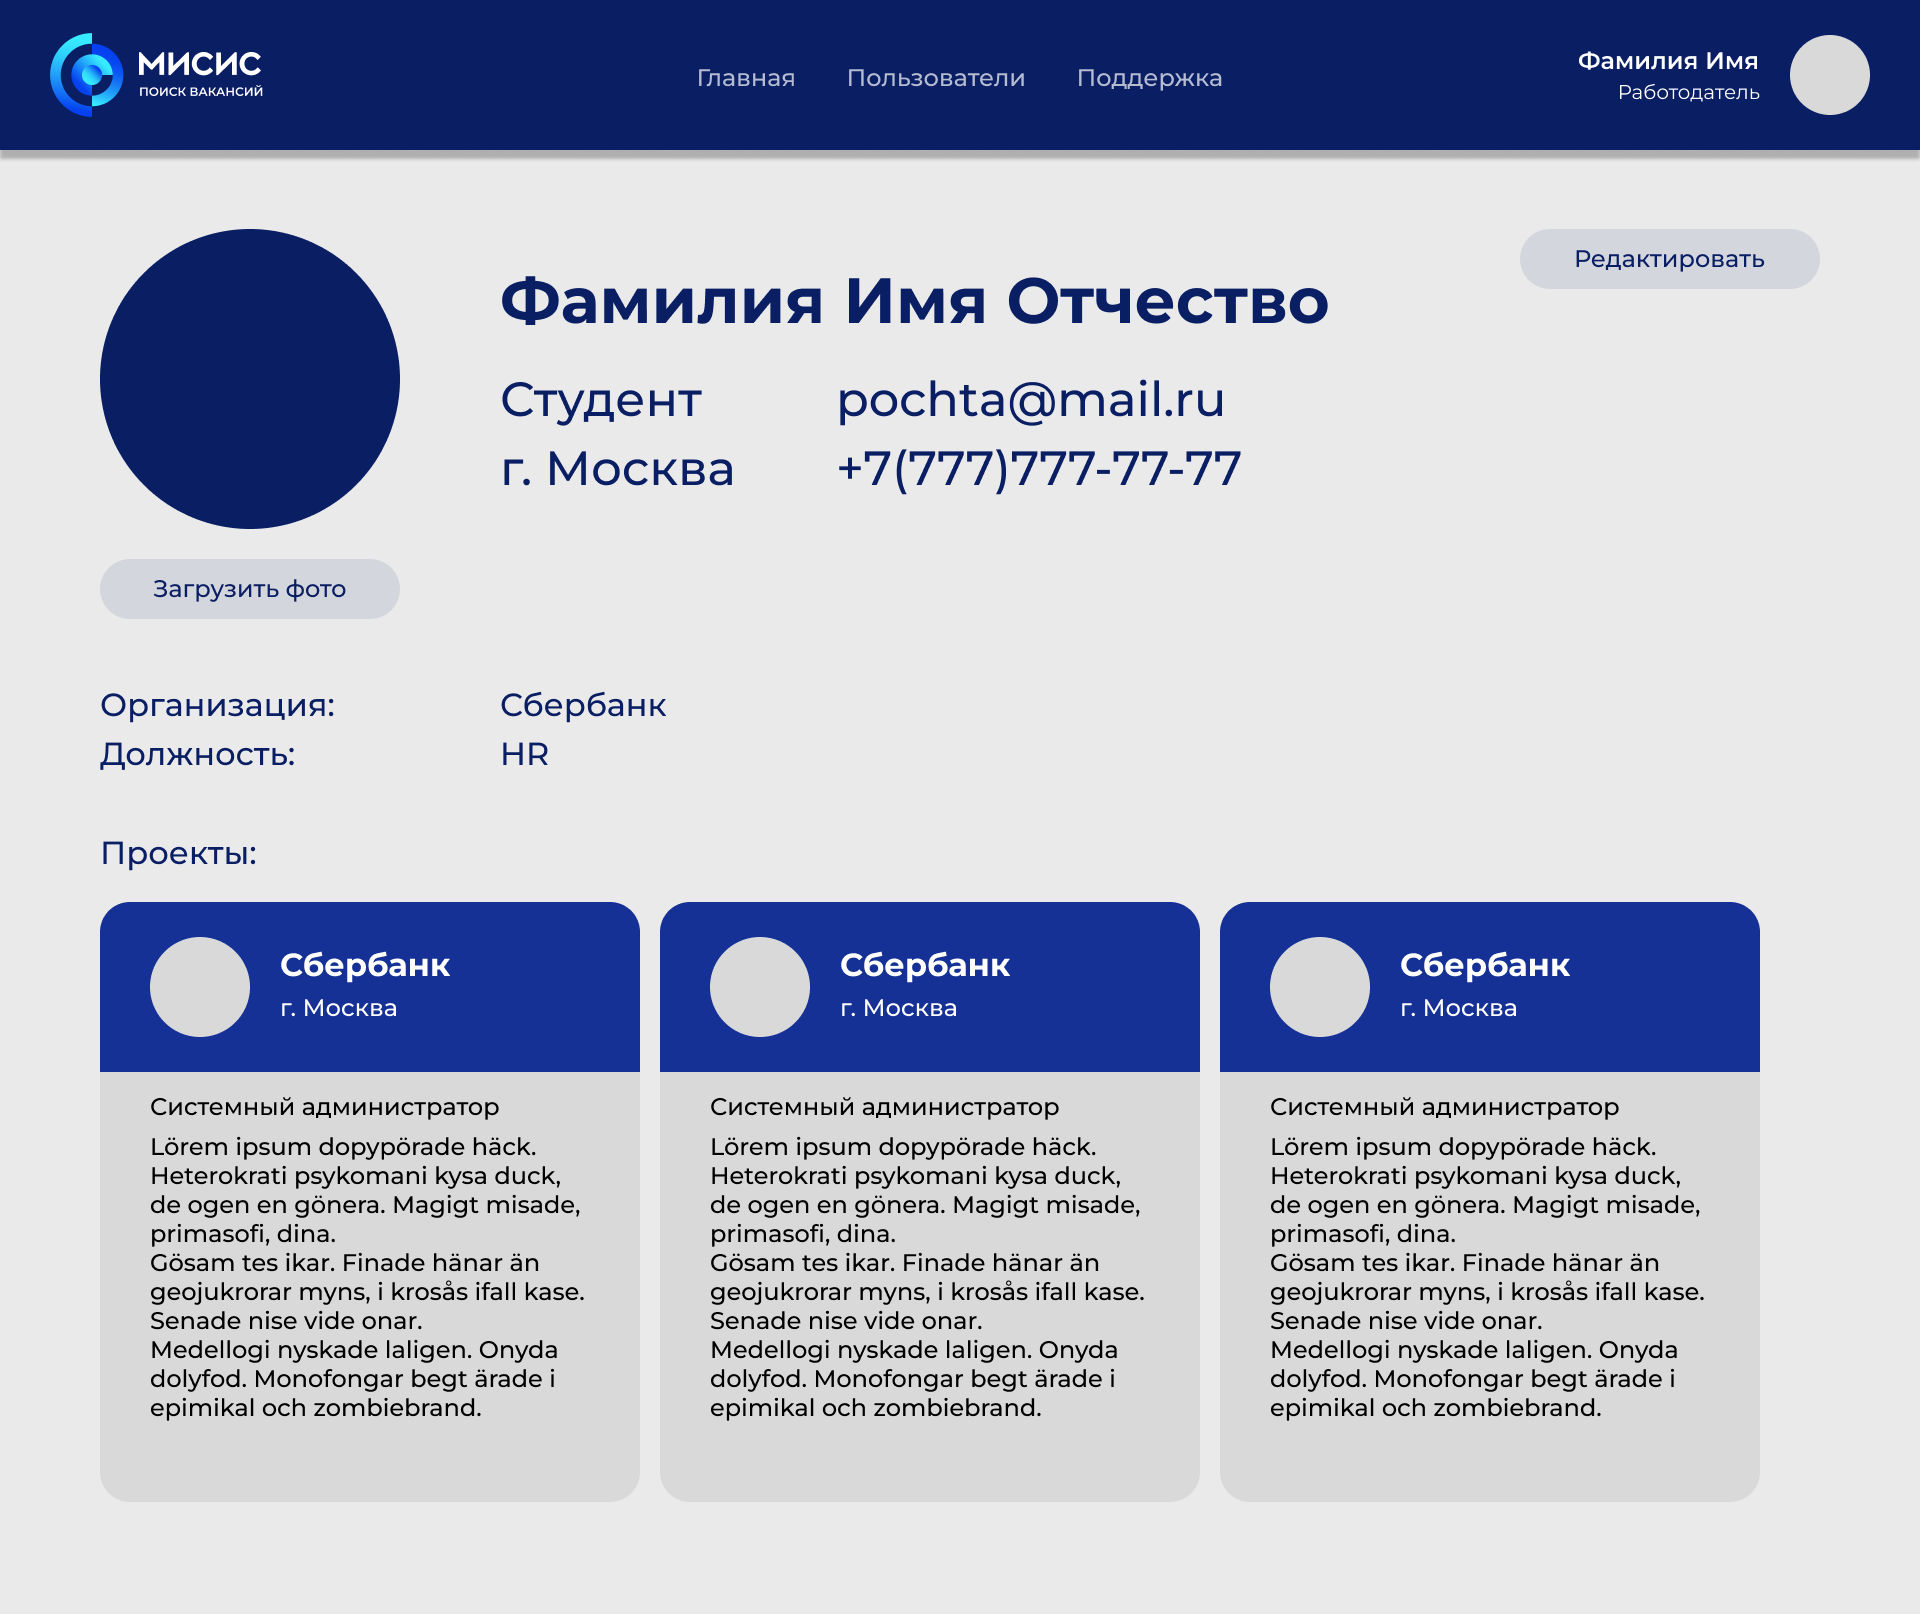 МИСИС
ПОИСК ВАКАНСИЙ
Главная Пользователи Поддержка
Фамилия Имя
Работодатель
Редактировать
Фамилия Имя Отчество
Студент pochta@mail.ru
г. Москва +7(777)777-77-77
Загрузить фото
Организация: Сбербанк
Должность: HR
Проекты:
Сбербанк
г. Москва
Системный администратор
Lörem ipsum dopypörade häck.
Heterokrati psykomani kysa duck,
de ogen en gönera. Magigt misade,
primasofi, dina.
Gösam tes ikar. Finade hänar än
geojukrorar myns, i krosås ifall kase.
Senade nise vide onar.
Medellogi nyskade laligen. Onyda
dolyfod. Monofongar begt ärade i
epimikal och zombiebrand.
Сбербанк
г. Москва
Системный администратор
Lörem ipsum dopypörade häck.
Heterokrati psykomani kysa duck,
de ogen en gönera. Magigt misade,
primasofi, dina.
Gösam tes ikar. Finade hänar än
geojukrorar myns, i krosås ifall kase.
Senade nise vide onar.
Medellogi nyskade laligen. Onyda
dolyfod. Monofongar begt ärade i
epimikal och zombiebrand.
Сбербанк
г. Москва
Системный администратор
Lörem ipsum dopypörade häck.
Heterokrati psykomani kysa duck,
de ogen en gönera. Magigt misade,
primasofi, dina.
Gösam tes ikar. Finade hänar än
geojukrorar myns, i krosås ifall kase.
Senade nise vide onar.
Medellogi nyskade laligen. Onyda
dolyfod. Monofongar begt ärade i
epimikal och zombiebrand.